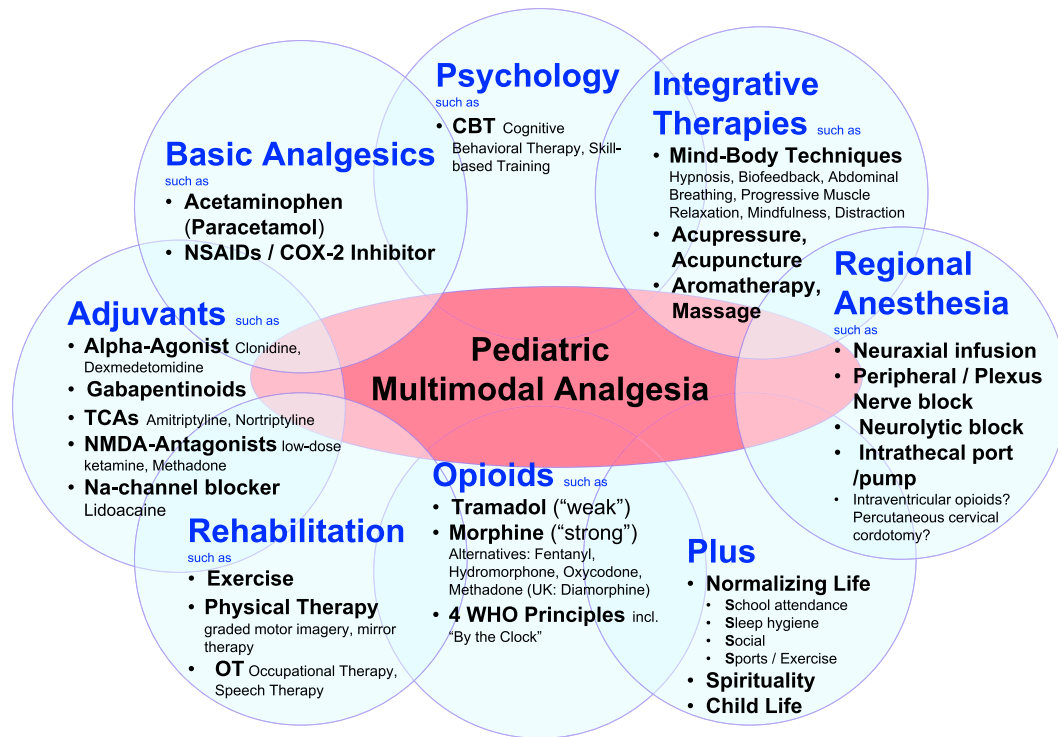 Psychology
such as
• CBT Cognitive
Behavioral Therapy, Skill-
based Training
Integrative
Therapies such as
• Mind-Body Techniques
Hypnosis, Biofeedback, Abdominal
Breathing, Progressive Muscle
Relaxation, Mindfulness, Distraction
• Acupressure,
Acupuncture
• Aromatherapy,
Massage
Basic Analgesics
such as
• Acetaminophen
(Paracetamol)
• NSAIDs / COX-2 Inhibitor
Regional
Anesthesia
such as
• Neuraxial infusion
• Peripheral / Plexus
Nerve block
• Neurolytic block
• Intrathecal port
/pump
• Intraventricular opioids?
Percutaneous cervical
cordotomy?
Adjuvants such as
• Alpha-Agonist Clonidine,
Dexmedetomidine
• Gabapentinoids
• TCAs Amitriptyline, Nortriptyline
• NMDA-Antagonists low-dose
ketamine, Methadone
• Na-channel blocker
Lidoacaine
Pediatric
Multimodal Analgesia
Rehabilitation
such as
• Exercise
• Physical Therapy
graded motor imagery, mirror
therapy
• OT Occupational Therapy,
Speech Therapy
Opioids such as
• Tramadol (“weak”)
• Morphine (“strong”)
Alternatives: Fentanyl,
Hydromorphone, Oxycodone,
Methadone (UK: Diamorphine)
• 4 WHO Principles incl.
“By the Clock”
Plus
• Normalizing Life
• School attendance
• Sleep hygiene
• Social
• Sports / Exercise
• Spirituality
• Child Life